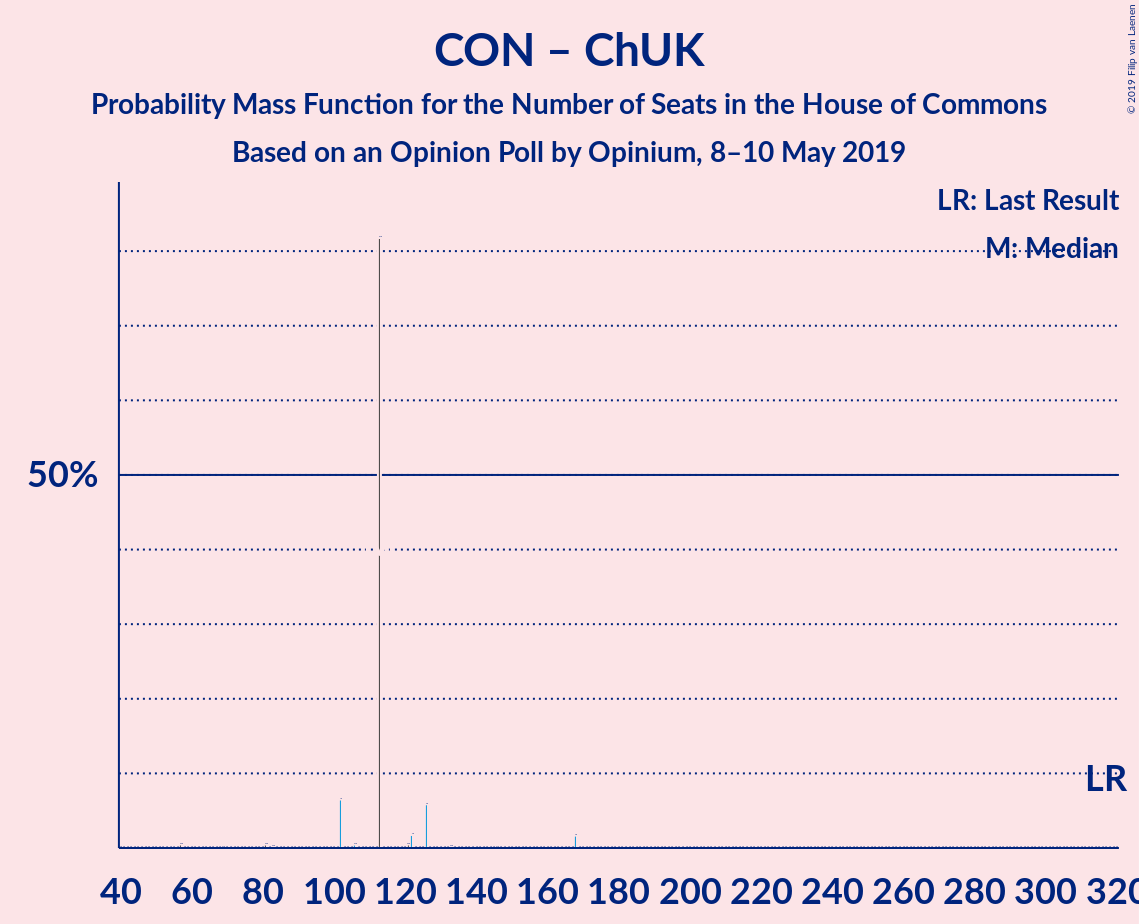 CON – ChUK
Probability Mass Function for the Number of Seats in the House of Commons
Based on an Opinion Poll by Opinium, 8–10 May 2019
© 2019 Filip van Laenen
LR: Last Result
M: Median
50%
LR
40 60 80 100 120 140 160 180 200 220 240 260 280 300 320